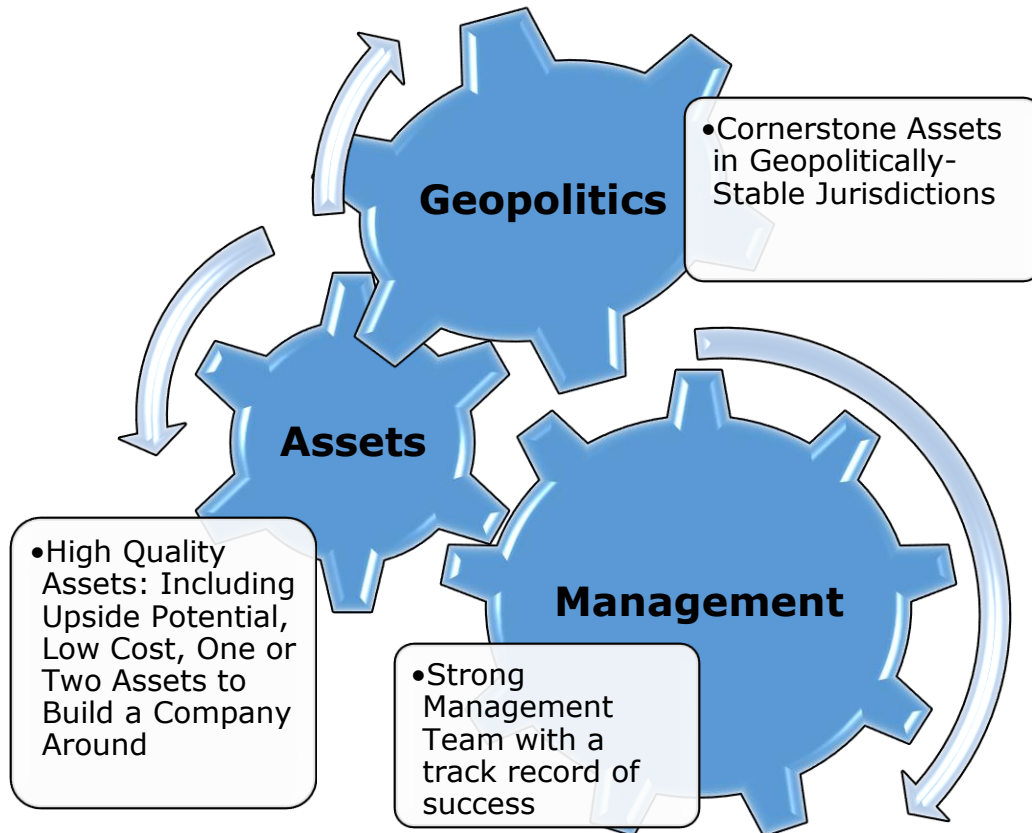 Geopolitics
•Cornerstone Assets
in Geopolitically-
Stable Jurisdictions
Assets
•High Quality
Assets: Including
Upside Potential,
Low Cost, One or
Two Assets to
Build a Company
Around
Management
•Strong
Management
Team with a
track record of
success